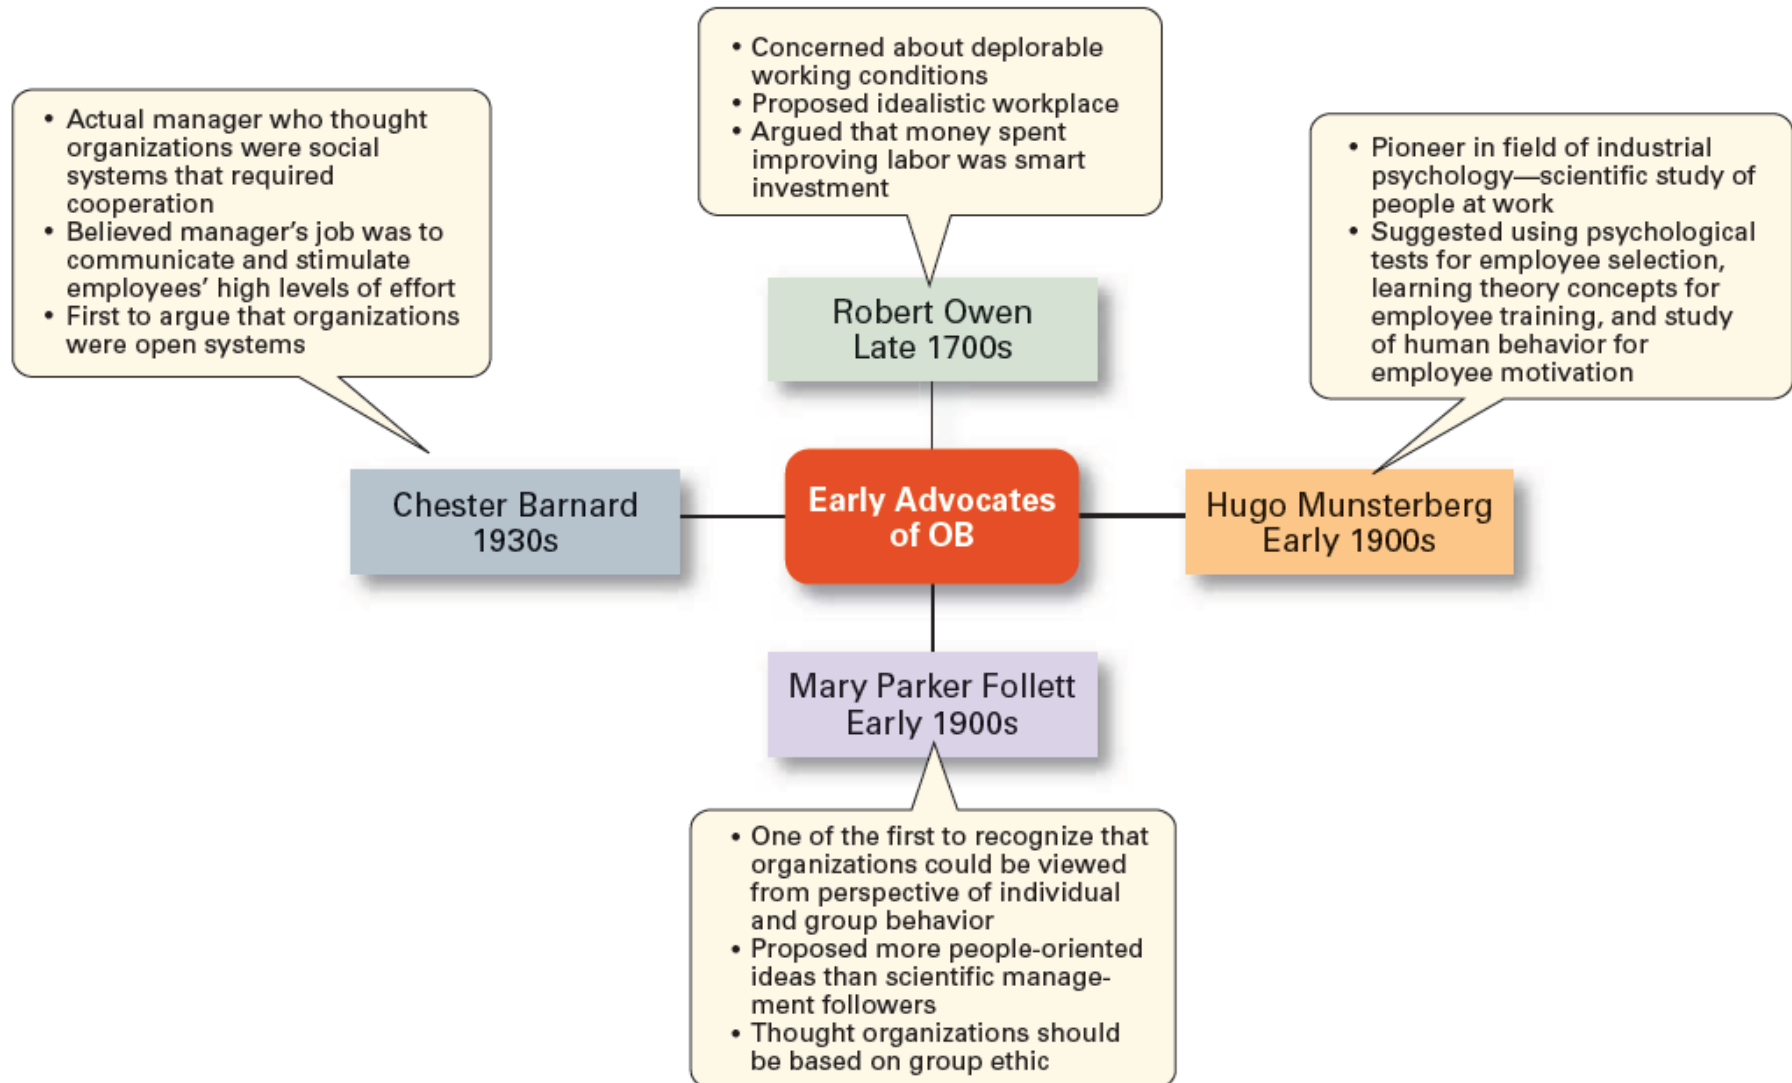 • Concerned about deplorable
working conditions
• Proposed idealistic workplace
• Argued that money spent
improving labor was smart
investment
• Actual manager who thought
organizations were social
systems that required
cooperation
• Believed manager’s job was to
communicate and stimulate
employees’ high levels of effort
• First to argue that organizations
were open systems
• Pioneer in field of industrial
psychology—scientific study of
people at work
• Suggested using psychological
tests for employee selection,
learning theory concepts for
employee training, and study
of human behavior for
employee motivation
Robert Owen
Late 1700s
Chester Barnard
1930s
Early Advocates
of OB
Hugo Munsterberg
Early 1900s
Mary Parker Follett
Early 1900s
• One of the first to recognize that
organizations could be viewed
from perspective of individual
and group behavior
• Proposed more people-oriented
ideas than scientific manage-
ment followers
• Thought organizations should
be based on group ethic